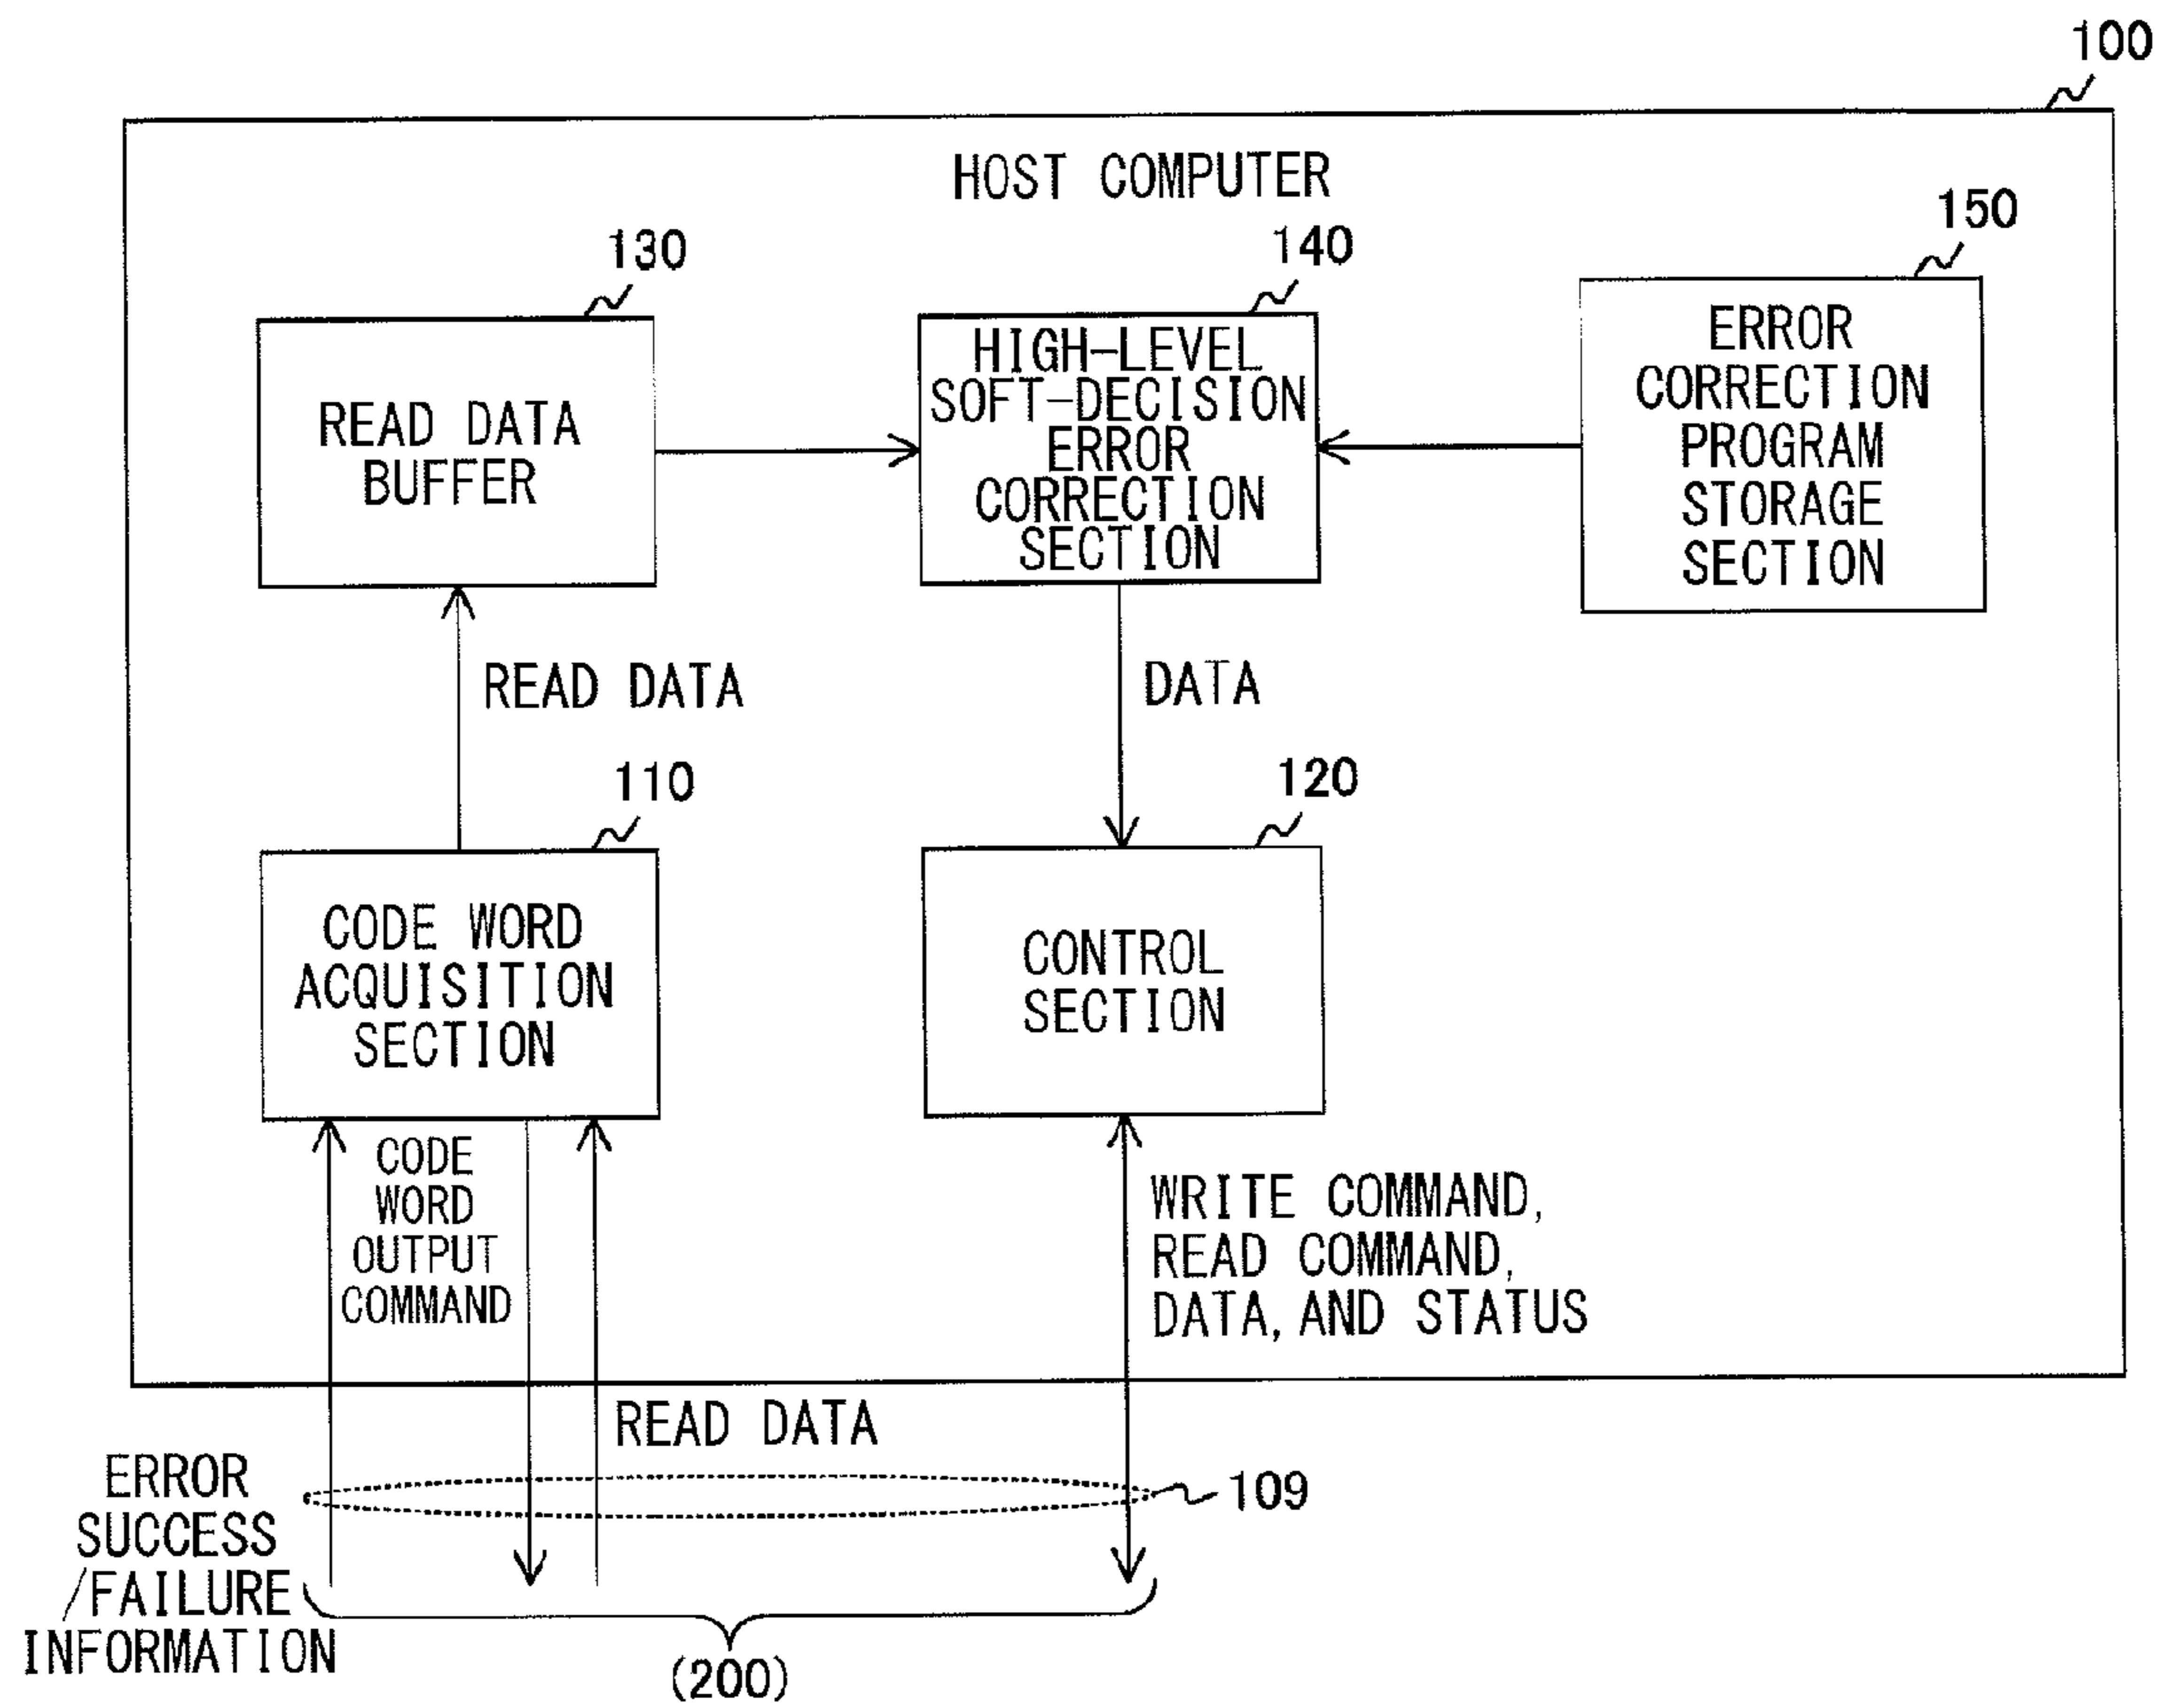 100
HOST COMPUTER
130
140
150
READ DATA
BUFFER
HIGH-LEVEL
SOFT-DECISION
ERROR
CORRECTION
SECTION
ERROR
CORRECTION
PROGRAM
STORAGE
SECTION
READ DATA
DATA
110
120
CODE WORD
ACQUISITION
SECTION
CONTROL
SECTION
CODE
WORD
OUTPUT
COMMAND
WRITE COMMAND,
READ COMMAND,
DATA, AND STATUS
READ DATA
ERROR
SUCCESS
/FAILURE
INFORMATION
109
(200)